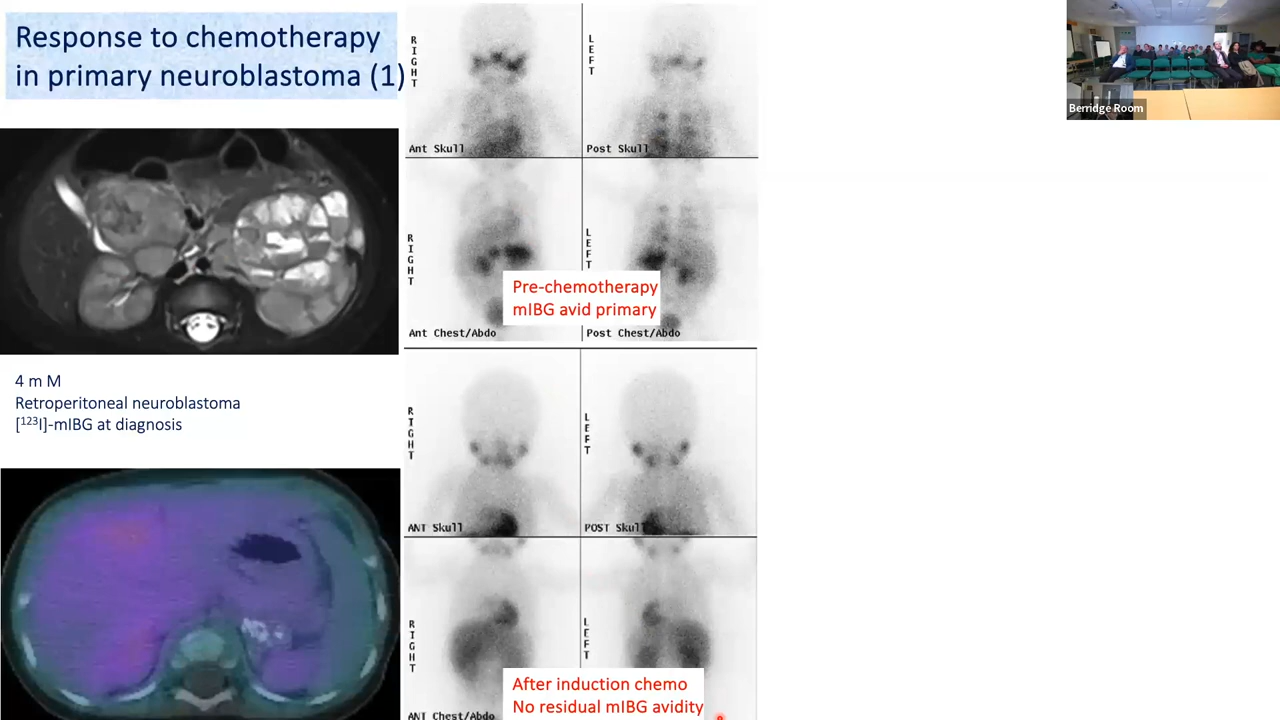 Response to chemotherapy
in primary neuroblastoma (1)
4 m M
Retroperitoneal neuroblastoma
[¹²³I]-mIBG at diagnosis
RIGHT
LEFT
Ant Skull
Post Skull
RIGHT
LEFT
Pre-chemotherapy
mIBG avid primary
Ant Chest/Abdo
Post Chest/Abdo
RIGHT
LEFT
ANT Skull
POST Skull
RIGHT
LEFT
After induction chemo
No residual mIBG avidity
ANT Chest/Abdo
Berridge Room